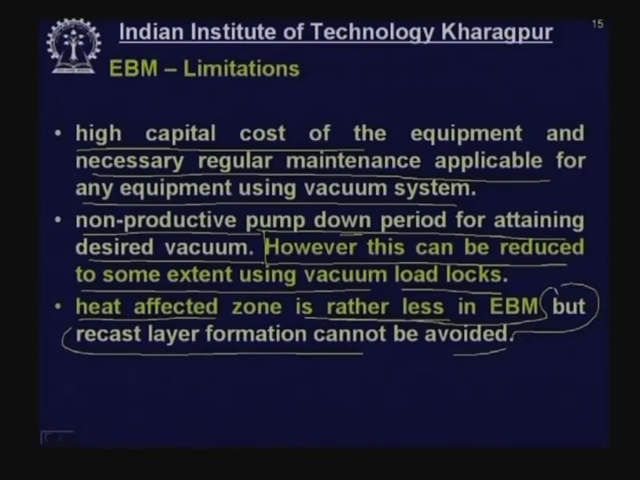 15
Indian Institute of Technology Kharagpur
EBM – Limitations
• high capital cost of the equipment and
necessary regular maintenance applicable for
any equipment using vacuum system.
• non-productive pump down period for attaining
desired vacuum. However this can be reduced
to some extent using vacuum load locks.
• heat affected zone is rather less in EBM but
recast layer formation cannot be avoided.